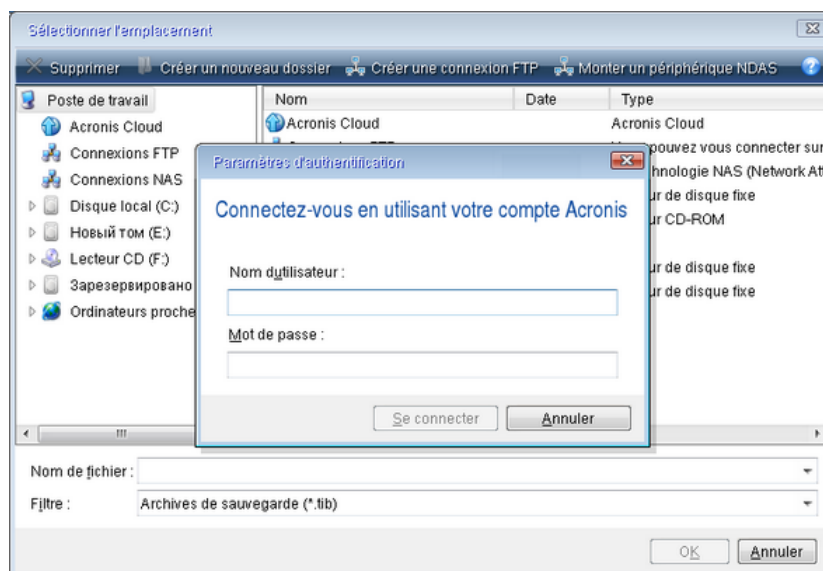 Sélectionner l'emplacement
Supprimer Créer un nouveau dossier Créer une connexion FTP Monter un périphérique NDAS
Poste de travail
Acronis Cloud
Connexions FTP
Connexions NAS
Disque local (C:)
Новый том (E:)
Lecteur CD (F:)
Зарезервировано
Ordinateurs proche
Nom Date Type
Acronis Cloud Acronis Cloud
pouvez vous connecter sur
hnologie NAS (Network Att
ur de disque fixe
ur CD-ROM
ur de disque fixe
ur de disque fixe
Paramètres d'authentification
Connectez-vous en utilisant votre compte Acronis
Nom dutilisateur :
Mot de passe :
Se connecter Annuler
Nom de fichier :
Filtre : Archives de sauvegarde (*.tib)
OK Annuler